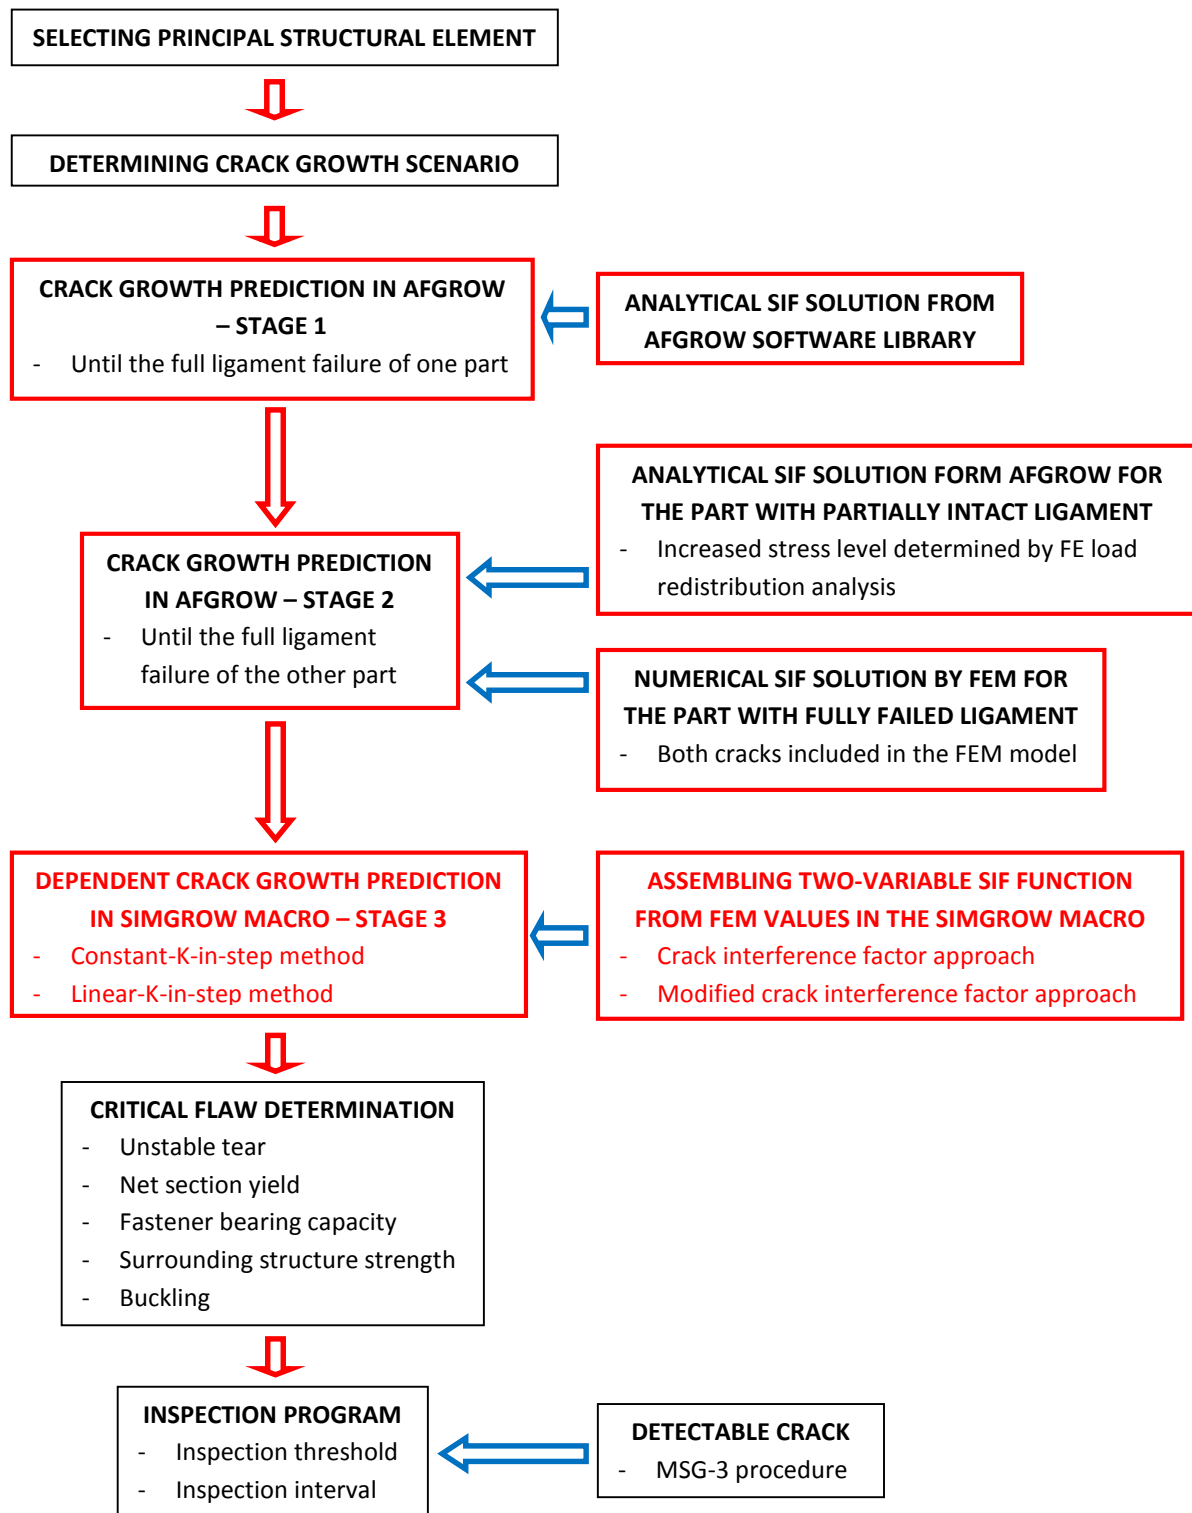 SELECTING PRINCIPAL STRUCTURAL ELEMENT
DETERMINING CRACK GROWTH SCENARIO
CRACK GROWTH PREDICTION IN AFGROW
– STAGE 1
- Until the full ligament failure of one part
ANALYTICAL SIF SOLUTION FROM
AFGROW SOFTWARE LIBRARY
ANALYTICAL SIF SOLUTION FORM AFGROW FOR
THE PART WITH PARTIALLY INTACT LIGAMENT
- Increased stress level determined by FE load
redistribution analysis
CRACK GROWTH PREDICTION
IN AFGROW – STAGE 2
- Until the full ligament
failure of the other part
NUMERICAL SIF SOLUTION BY FEM FOR
THE PART WITH FULLY FAILED LIGAMENT
- Both cracks included in the FEM model
DEPENDENT CRACK GROWTH PREDICTION
IN SIMGROW MACRO – STAGE 3
- Constant-K-in-step method
- Linear-K-in-step method
ASSEMBLING TWO-VARIABLE SIF FUNCTION
FROM FEM VALUES IN THE SIMGROW MACRO
- Crack interference factor approach
- Modified crack interference factor approach
CRITICAL FLAW DETERMINATION
- Unstable tear
- Net section yield
- Fastener bearing capacity
- Surrounding structure strength
- Buckling
INSPECTION PROGRAM
- Inspection threshold
- Inspection interval
DETECTABLE CRACK
- MSG-3 procedure